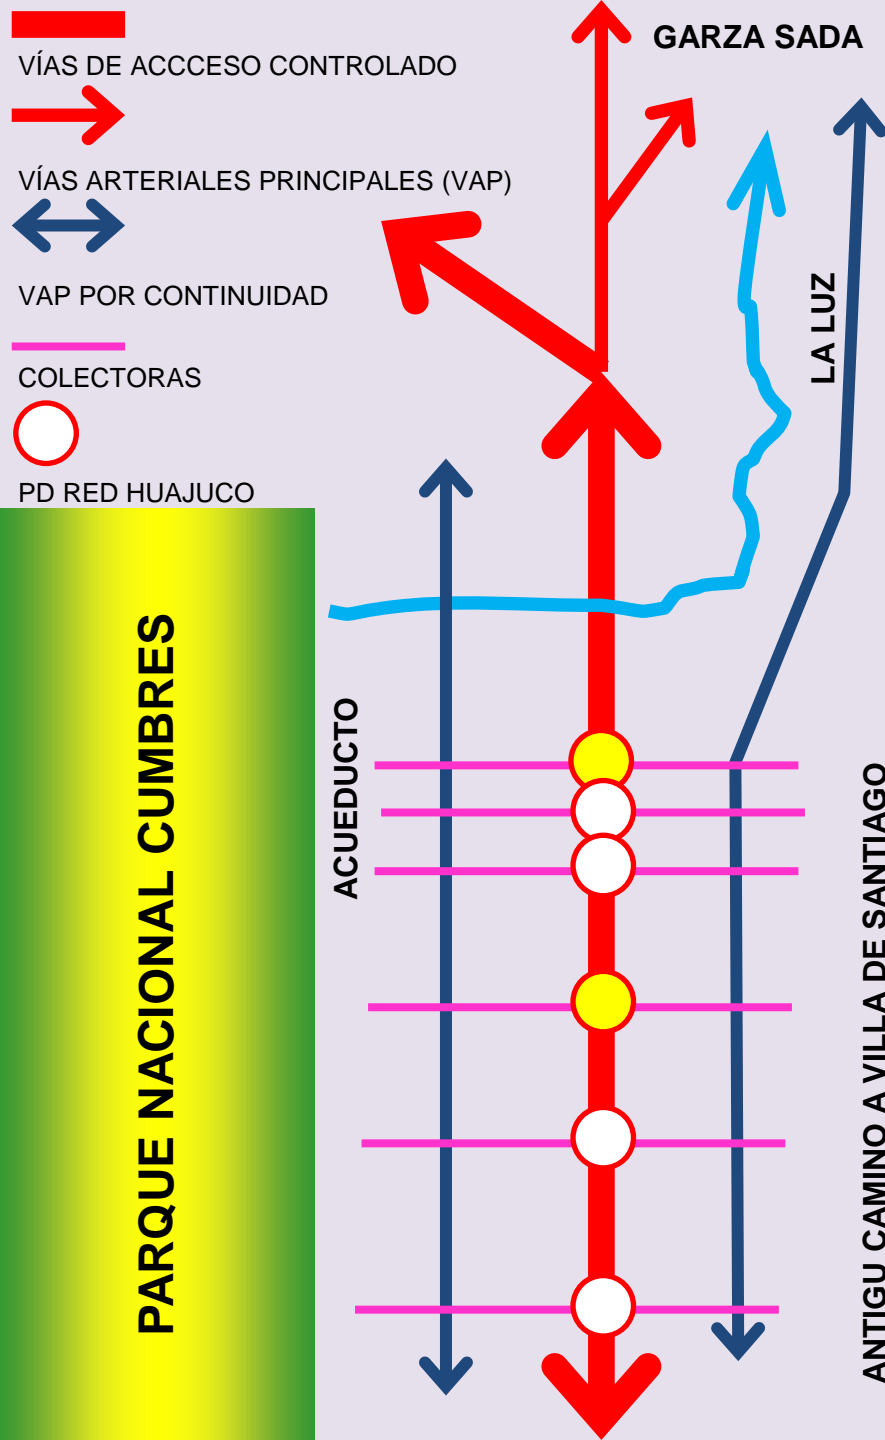 GARZA SADA
VÍAS DE ACCCESO CONTROLADO
VÍAS ARTERIALES PRINCIPALES (VAP)
VAP POR CONTINUIDAD
COLECTORAS
PD RED HUAJUCO
LA LUZ
PARQUE NACIONAL CUMBRES
ACUEDUCTO
ANTIGU CAMINO A VILLA DE SANTIAGO